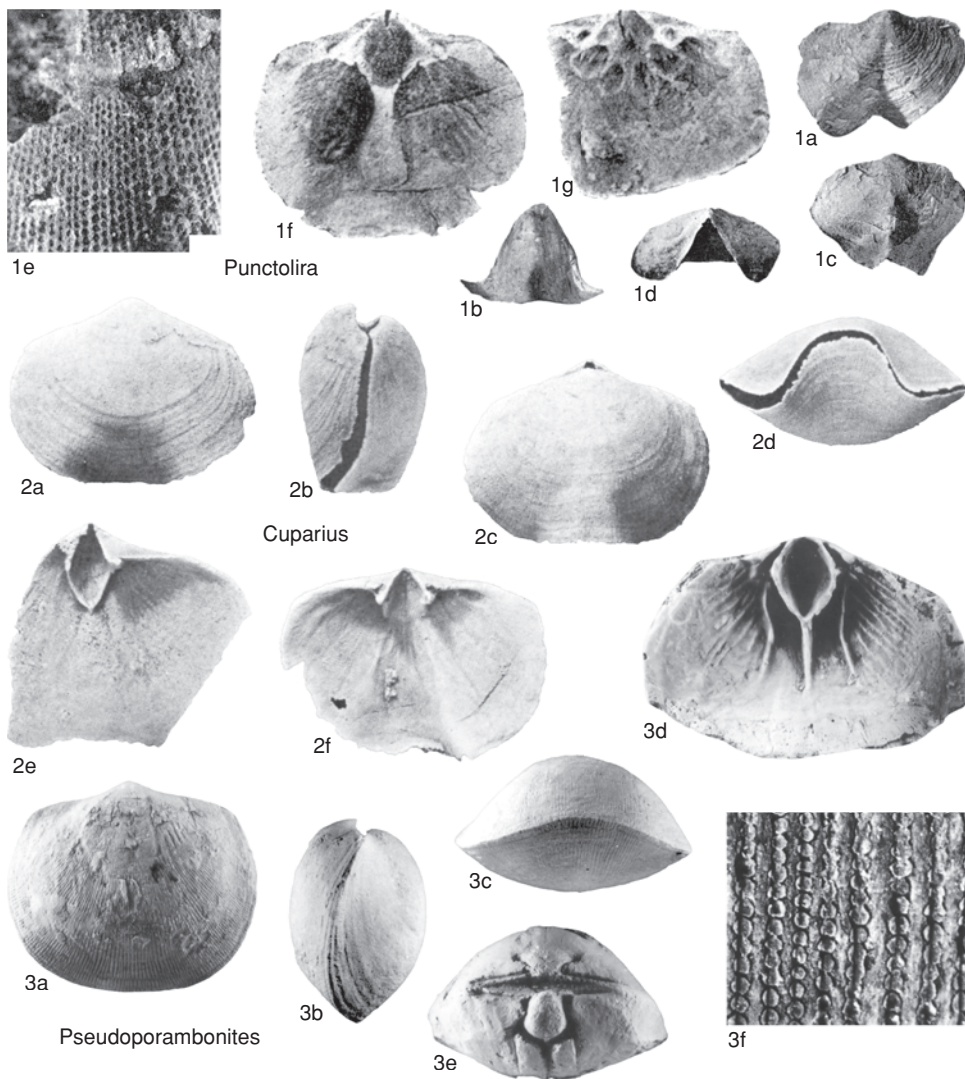 1e
1f
1g
1a
1b
1d
1c
Punctolira
2a
2b
2c
2d
Cuparius
2e
2f
3d
3a
3b
3c
3e
3f
Pseudoporambonites